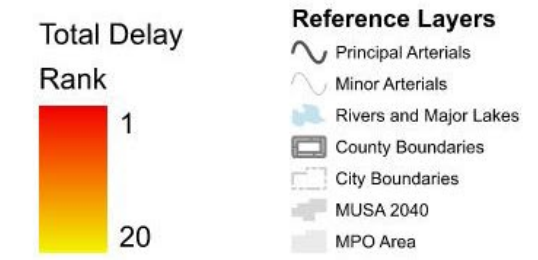 Total Delay
Rank
1
20
Reference Layers
Principal Arterials
Minor Arterials
Rivers and Major Lakes
County Boundaries
City Boundaries
MUSA 2040
MPO Area